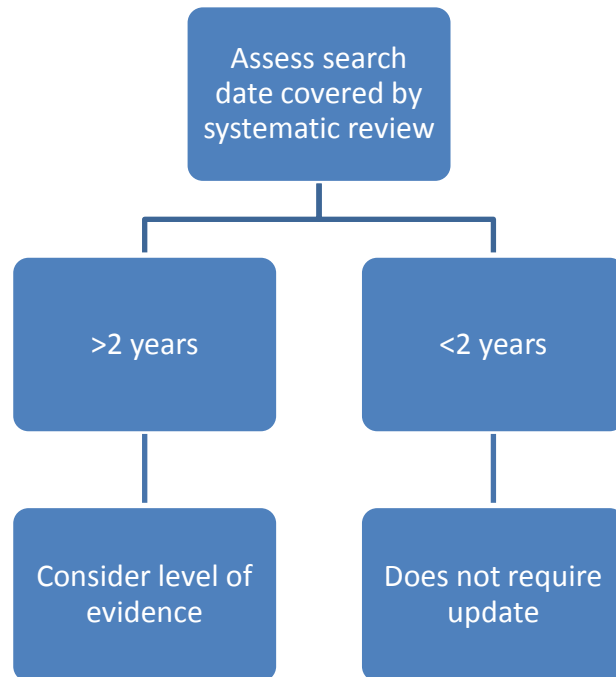 Assess search
date covered by
systematic review
>2 years
<2 years
Consider level of
evidence
Does not require
update